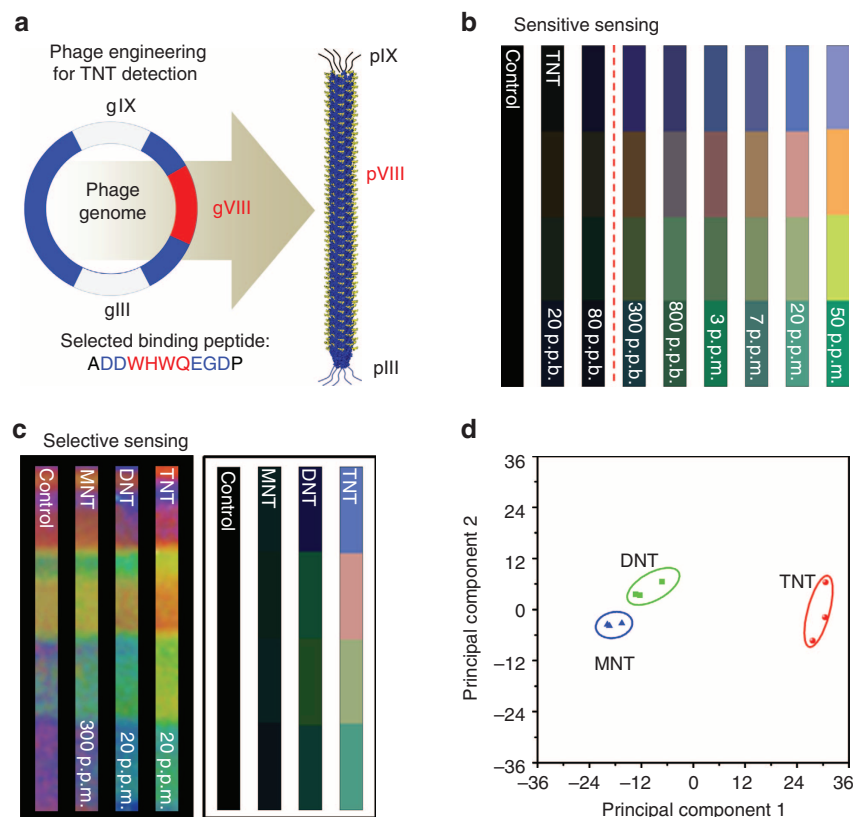 a
Phage engineering
for TNT detection
gIX
Phage
genome
gVIII
gIII
Selected binding peptide:
ADDWHWQEGDP
pIX
pVIII
pIII
b
Sensitive sensing
Control
TNT
20 p.p.b.
80 p.p.b.
300 p.p.b.
800 p.p.b.
3 p.p.m.
7 p.p.m.
20 p.p.m.
50 p.p.m.
c
Selective sensing
Control
MNT
DNT
TNT
300 p.p.m.
20 p.p.m.
20 p.p.m.
Control
MNT
DNT
TNT
d
Principal component 2
36
24
12
0
−12
−24
−36
DNT
TNT
MNT
−36 −24 −12 0 12 24 36
Principal component 1